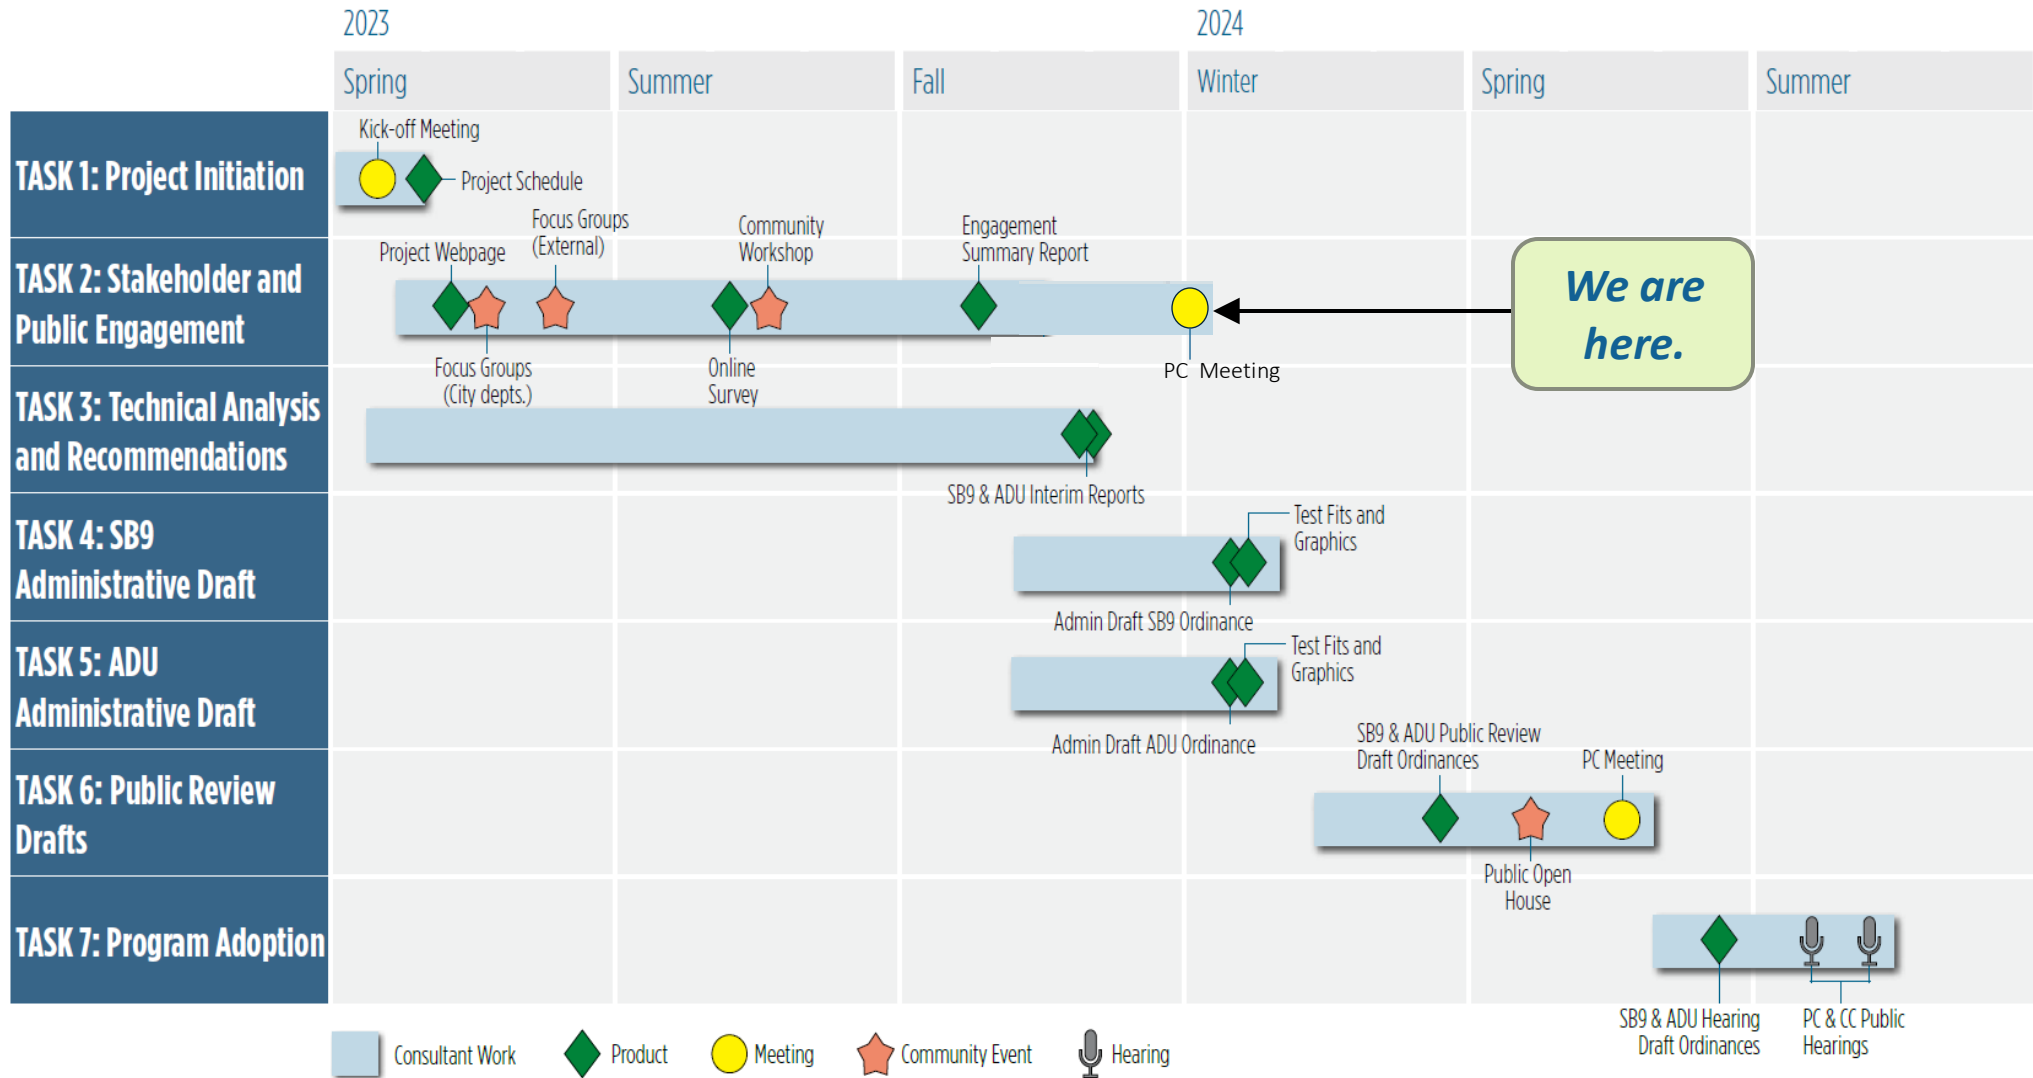 2023
2024
Spring
Summer
Fall
Winter
Spring
Summer
TASK 1: Project Initiation
Kick-off Meeting
Project Schedule
TASK 2: Stakeholder and
Public Engagement
Project Webpage
Focus Groups
(External)
Community
Workshop
Engagement
Summary Report
Focus Groups
(City depts.)
Online
Survey
PC Meeting
We are
here.
TASK 3: Technical Analysis
and Recommendations
SB9 & ADU Interim Reports
TASK 4: SB9
Administrative Draft
Test Fits and
Graphics
Admin Draft SB9 Ordinance
TASK 5: ADU
Administrative Draft
Test Fits and
Graphics
Admin Draft ADU Ordinance
TASK 6: Public Review
Drafts
SB9 & ADU Public Review
Draft Ordinances
PC Meeting
Public Open
House
TASK 7: Program Adoption
SB9 & ADU Hearing
Draft Ordinances
PC & CC Public
Hearings
Consultant Work
Product
Meeting
Community Event
Hearing